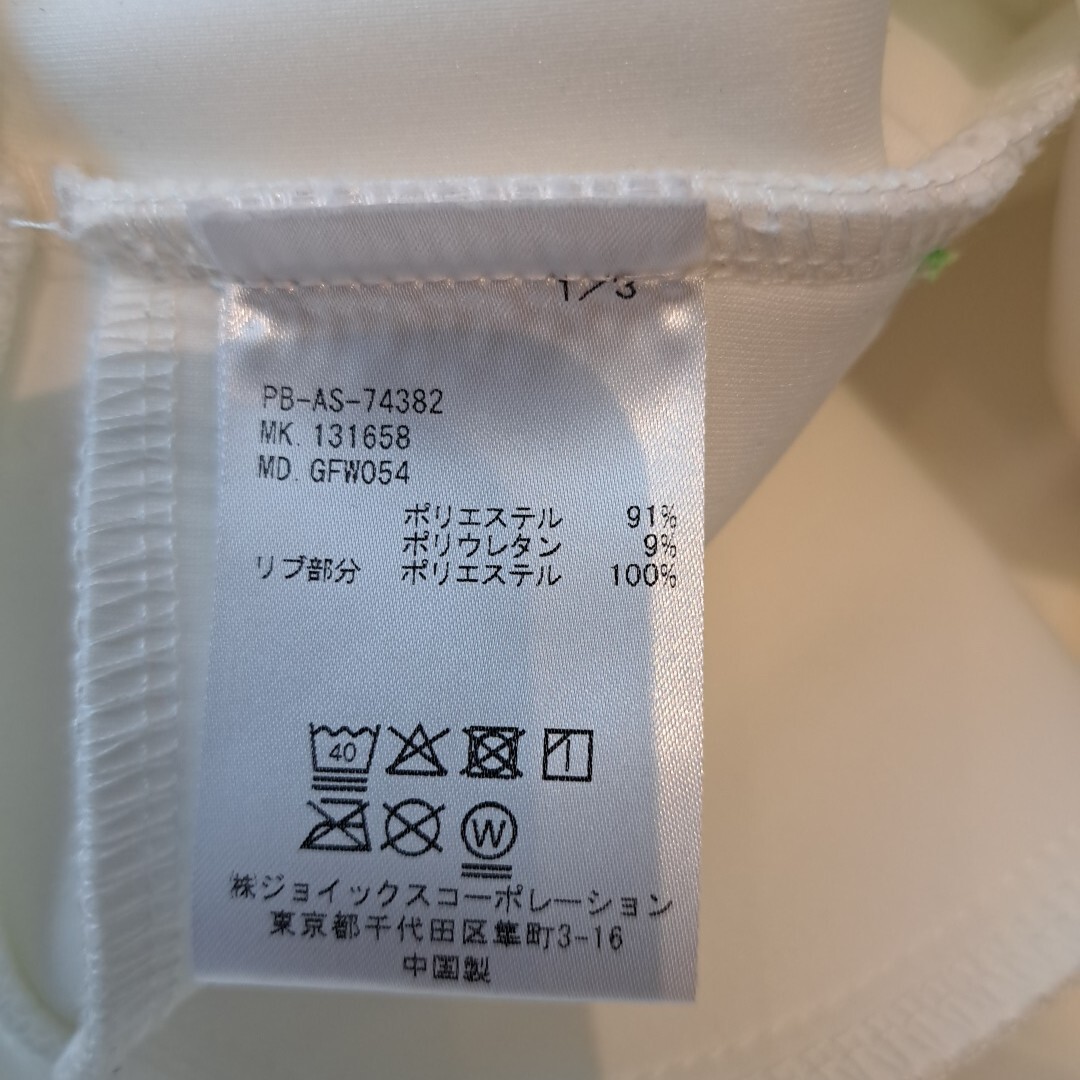 1/3
PB-AS-74382
MK. 131658
MD. GFW054
ポリエステル 91%
ポリウレタン 9%
リブ部分 ポリエステル 100%
40
W
㈱ジョイックスコーポレーション
東京都千代田区隼町3-16
中国製